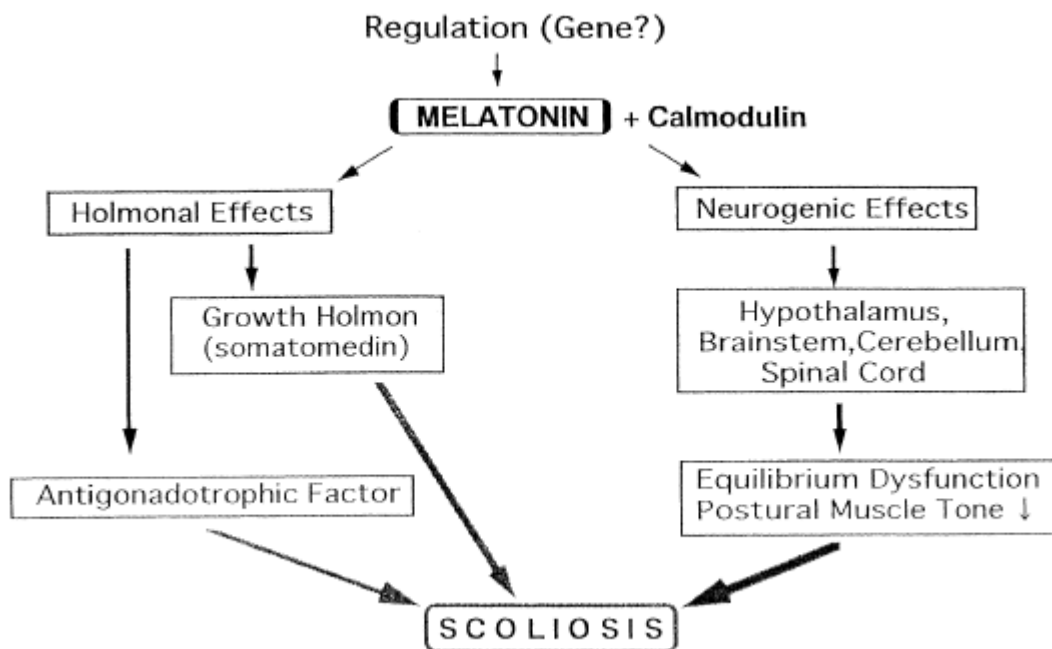 Regulation (Gene?)
MELATONIN + Calmodulin
Holmonal Effects
Neurogenic Effects
Growth Holmon
(somatomedin)
Hypothalamus,
Brainstem,Cerebellum,
Spinal Cord
Antigonadotrophic Factor
Equilibrium Dysfunction
Postural Muscle Tone ↓
SCOLIOSIS